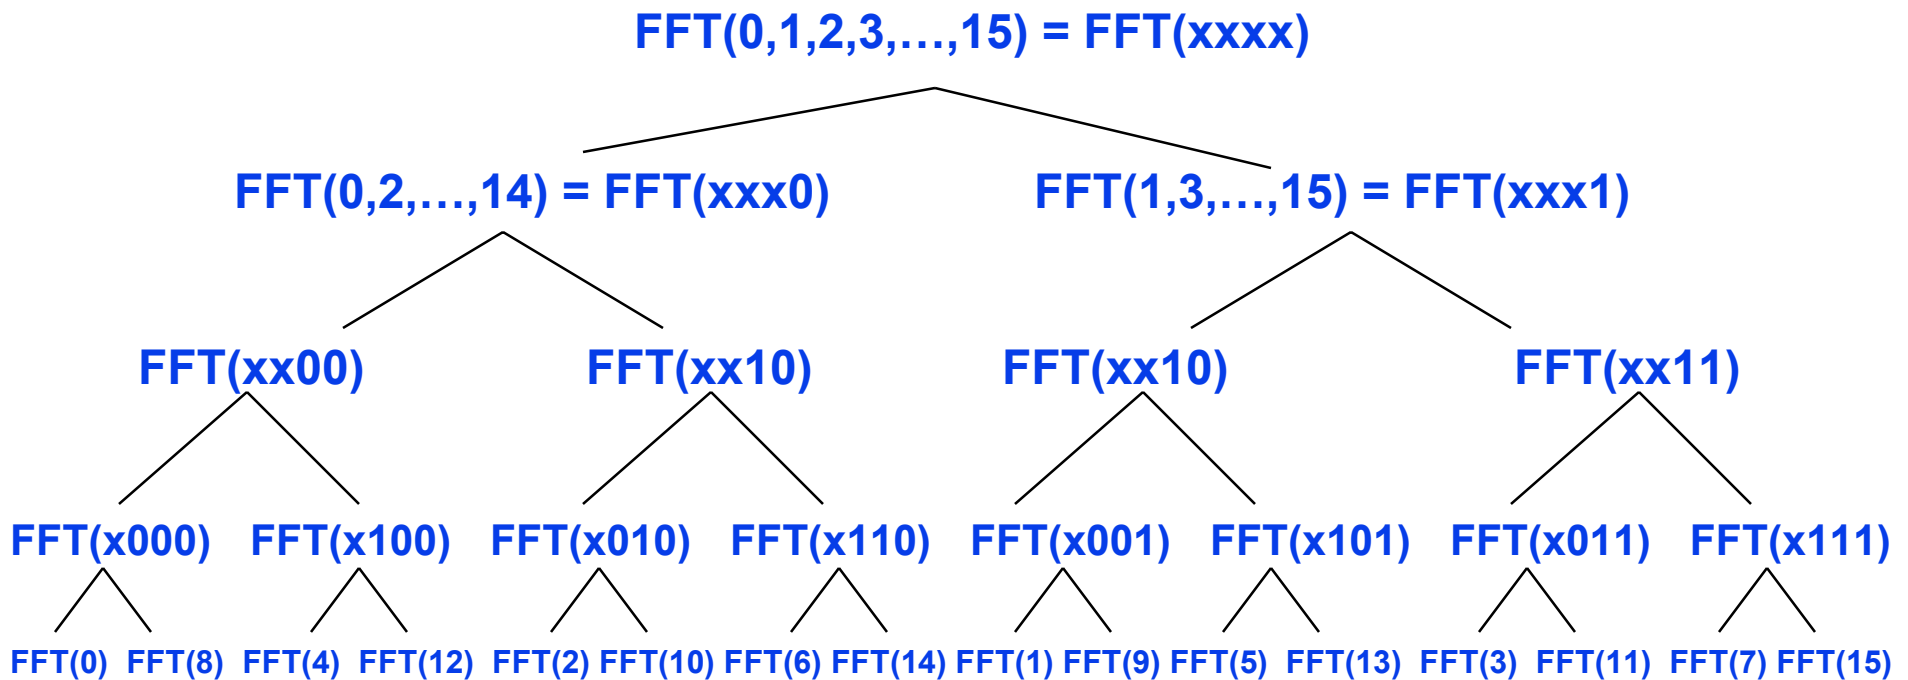 FFT(0,1,2,3,…,15) = FFT(xxxx)
FFT(0,2,…,14) = FFT(xxx0) FFT(1,3,…,15) = FFT(xxx1)
FFT(xx00) FFT(xx10) FFT(xx10) FFT(xx11)
FFT(x000) FFT(x100) FFT(x010) FFT(x110) FFT(x001) FFT(x101) FFT(x011) FFT(x111)
FFT(0) FFT(8) FFT(4) FFT(12) FFT(2) FFT(10) FFT(6) FFT(14) FFT(1) FFT(9) FFT(5) FFT(13) FFT(3) FFT(11) FFT(7) FFT(15)